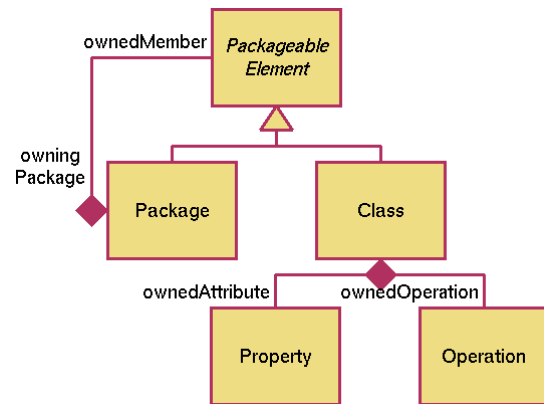 ownedMember
Packageable
Element
owning
Package
Package
Class
ownedAttribute
ownedOperation
Property
Operation